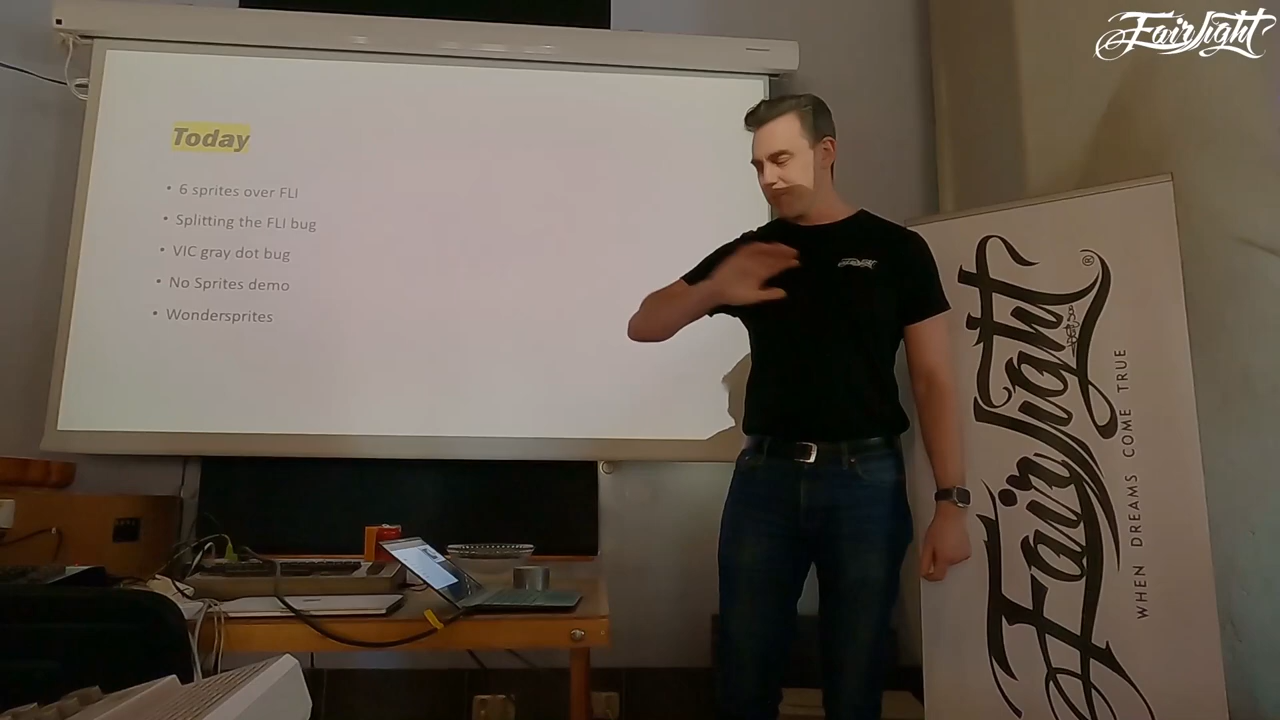 Fairlight
Today
• 6 sprites over FLI
• Splitting the FLI bug
• VIC gray dot bug
• No Sprites demo
• Wondersprites
Fairlight®
WHEN DREAMS COME TRUE